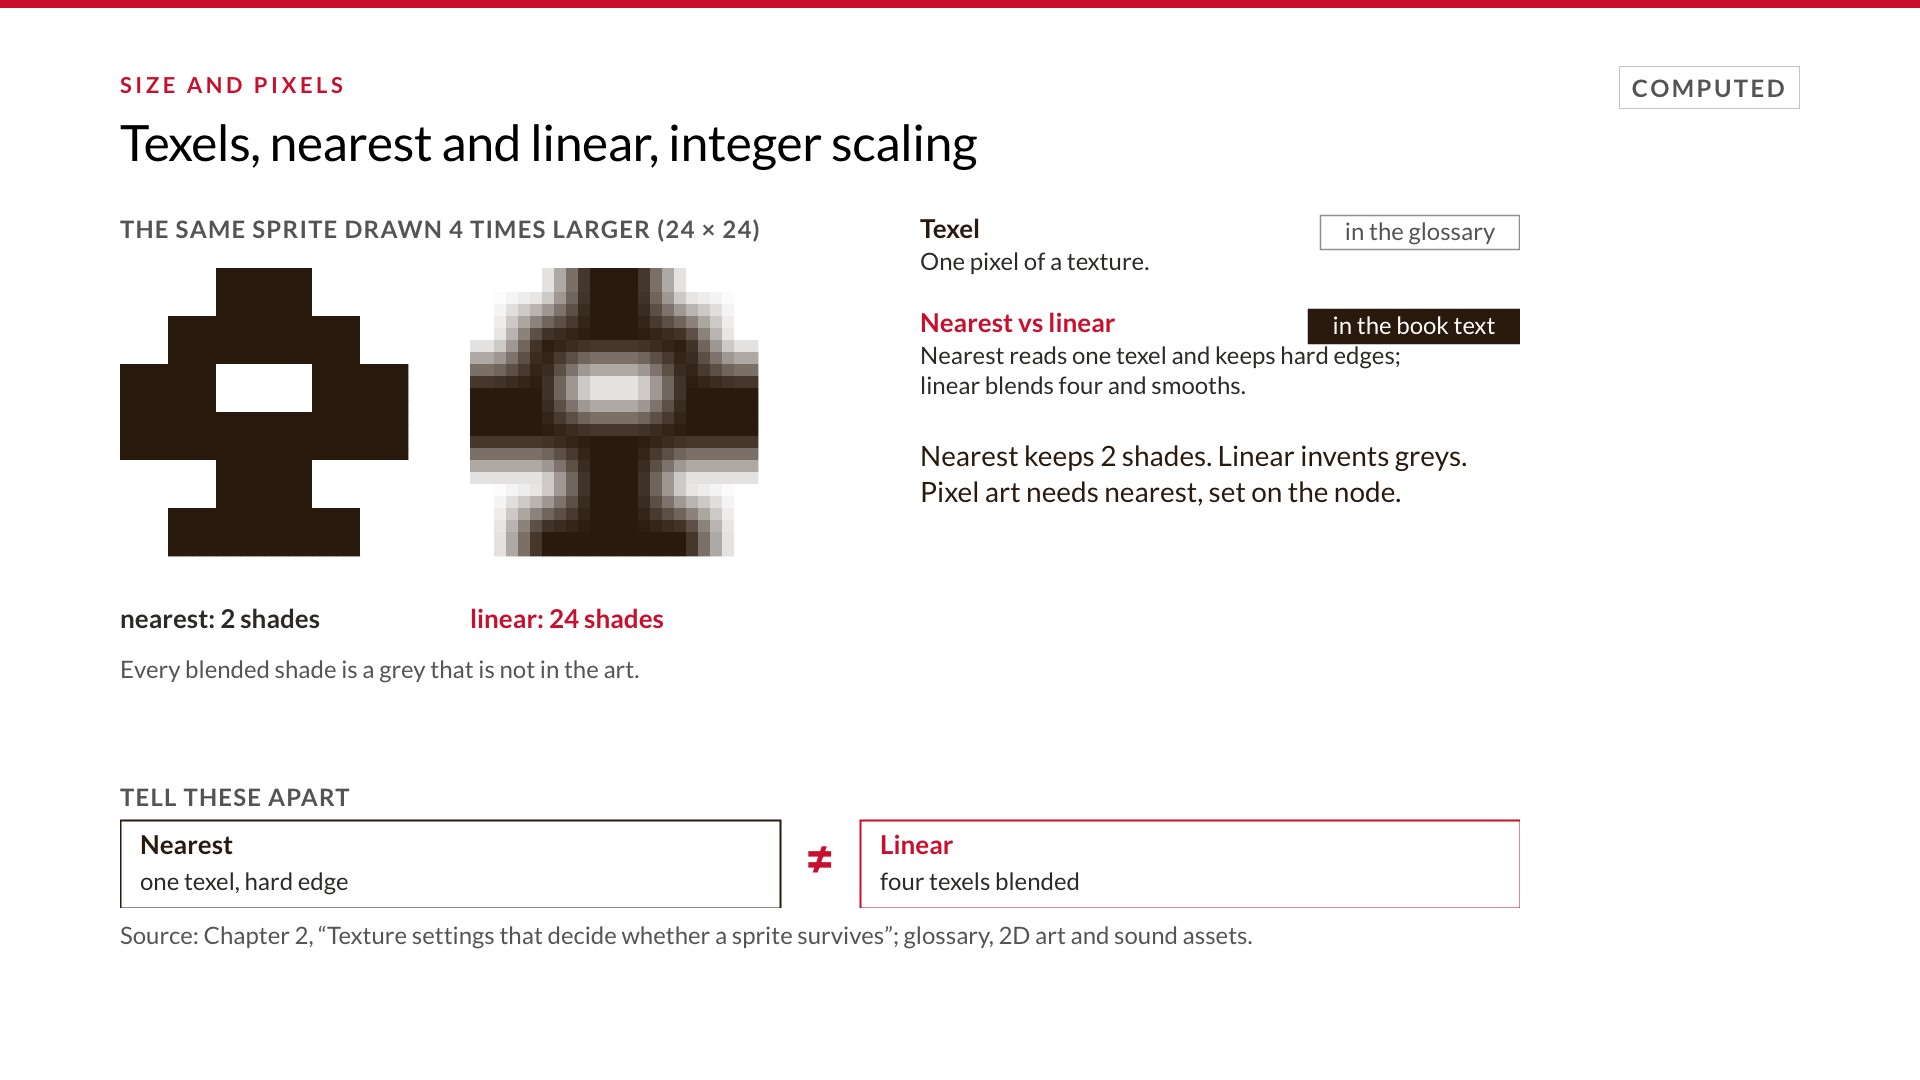 SIZE AND PIXELS
COMPUTED
Texels, nearest and linear, integer scaling
THE SAME SPRITE DRAWN 4 TIMES LARGER (24 × 24)
nearest: 2 shades
linear: 24 shades
Every blended shade is a grey that is not in the art.
Texel
in the glossary
One pixel of a texture.
Nearest vs linear
in the book text
Nearest reads one texel and keeps hard edges;
linear blends four and smooths.
Nearest keeps 2 shades. Linear invents greys.
Pixel art needs nearest, set on the node.
TELL THESE APART
Nearest
one texel, hard edge
≠
Linear
four texels blended
Source: Chapter 2, “Texture settings that decide whether a sprite survives”; glossary, 2D art and sound assets.